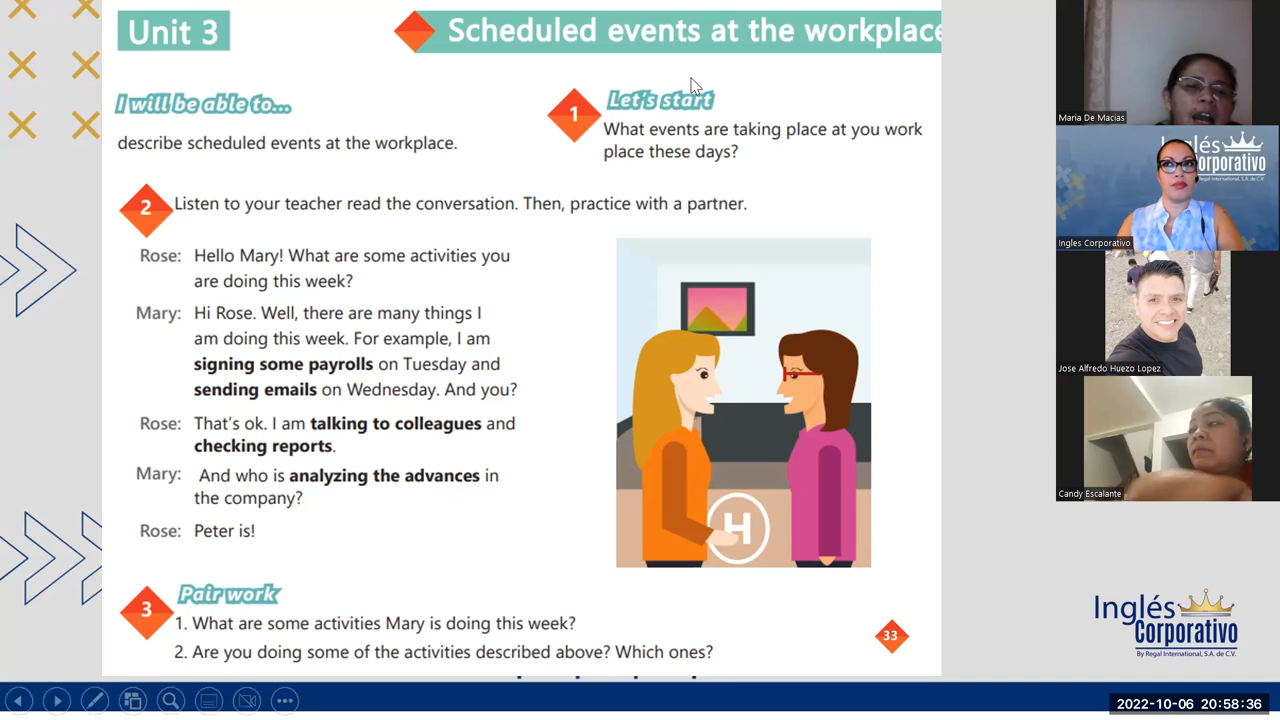 Unit 3
Scheduled events at the workplace
I will be able to...
describe scheduled events at the workplace.
1
Let's start
What events are taking place at you work
place these days?
2
Listen to your teacher read the conversation. Then, practice with a partner.
Rose: Hello Mary! What are some activities you
are doing this week?
Mary: Hi Rose. Well, there are many things I
am doing this week. For example, I am
signing some payrolls on Tuesday and
sending emails on Wednesday. And you?
Rose: That's ok. I am talking to colleagues and
checking reports.
Mary: And who is analyzing the advances in
the company?
Rose: Peter is!
H
3
Pair work
1. What are some activities Mary is doing this week?
2. Are you doing some of the activities described above? Which ones?
33
Maria De Macias
Inglés
Corporativo
By Regal International, S.A. de C.V.
Ingles Corporativo
Jose Alfredo Huezo Lopez
Candy Escalante
Inglés
Corporativo
By Regal International, S.A. de C.V.
2022-10-06 20:58:36